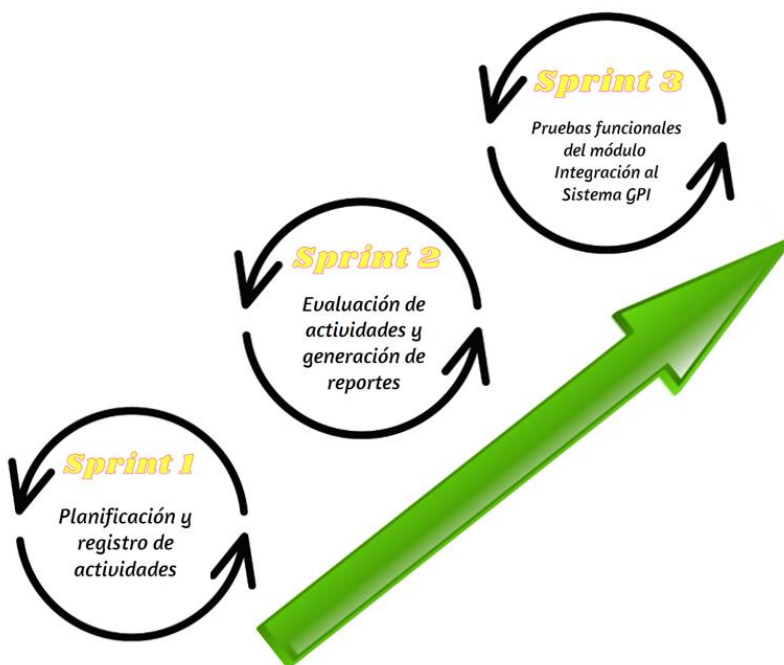 Sprint 3
Pruebas funcionales
del módulo
Integración al
Sistema GPI
Sprint 2
Evaluación de
actividades y
generación de
reportes
Sprint 1
Planificación y
registro de
actividades